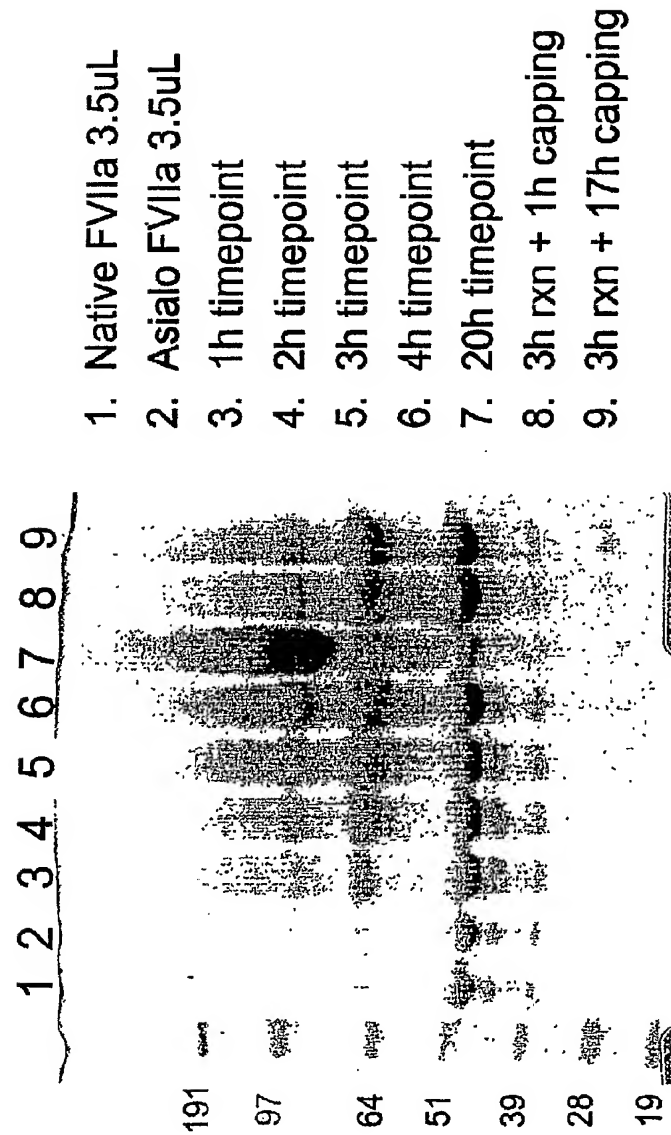 1 2 3 4 5 6 7 8 9
191
97
64
51
39
28
19
1. Native FVIIa 3.5uL
2. Asialo FVIIa 3.5uL
3. 1h timepoint
4. 2h timepoint
5. 3h timepoint
6. 4h timepoint
7. 20h timepoint
8. 3h rxn + 1h capping
9. 3h rxn + 17h capping